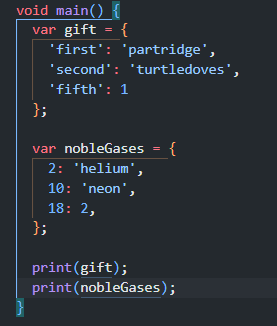 void main() {
  var gift = {
    'first': 'partridge',
    'second': 'turtledoves',
    'fifth': 1
  };

  var nobleGases = {
    2: 'helium',
    10: 'neon',
    18: 2,
  };

  print(gift);
  print(nobleGases);
}